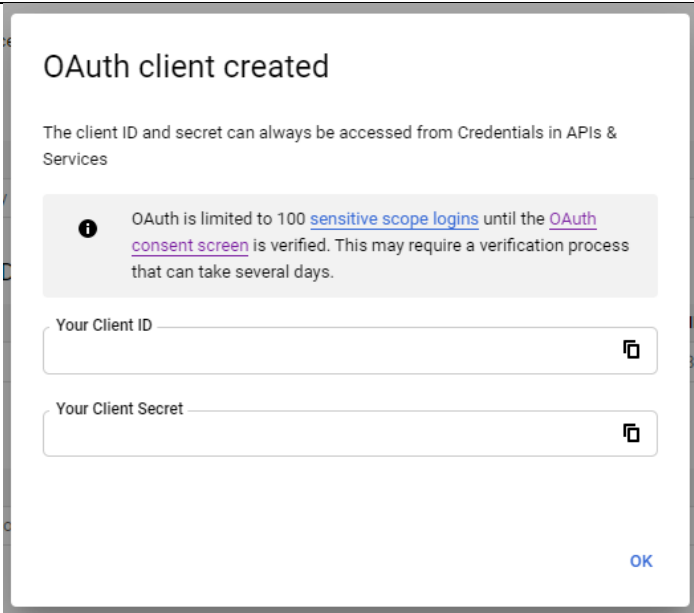 OAuth client created
The client ID and secret can always be accessed from Credentials in APIs &
Services
OAuth is limited to 100 sensitive scope logins until the OAuth
consent screen is verified. This may require a verification process
that can take several days.
Your Client ID
Your Client Secret
OK